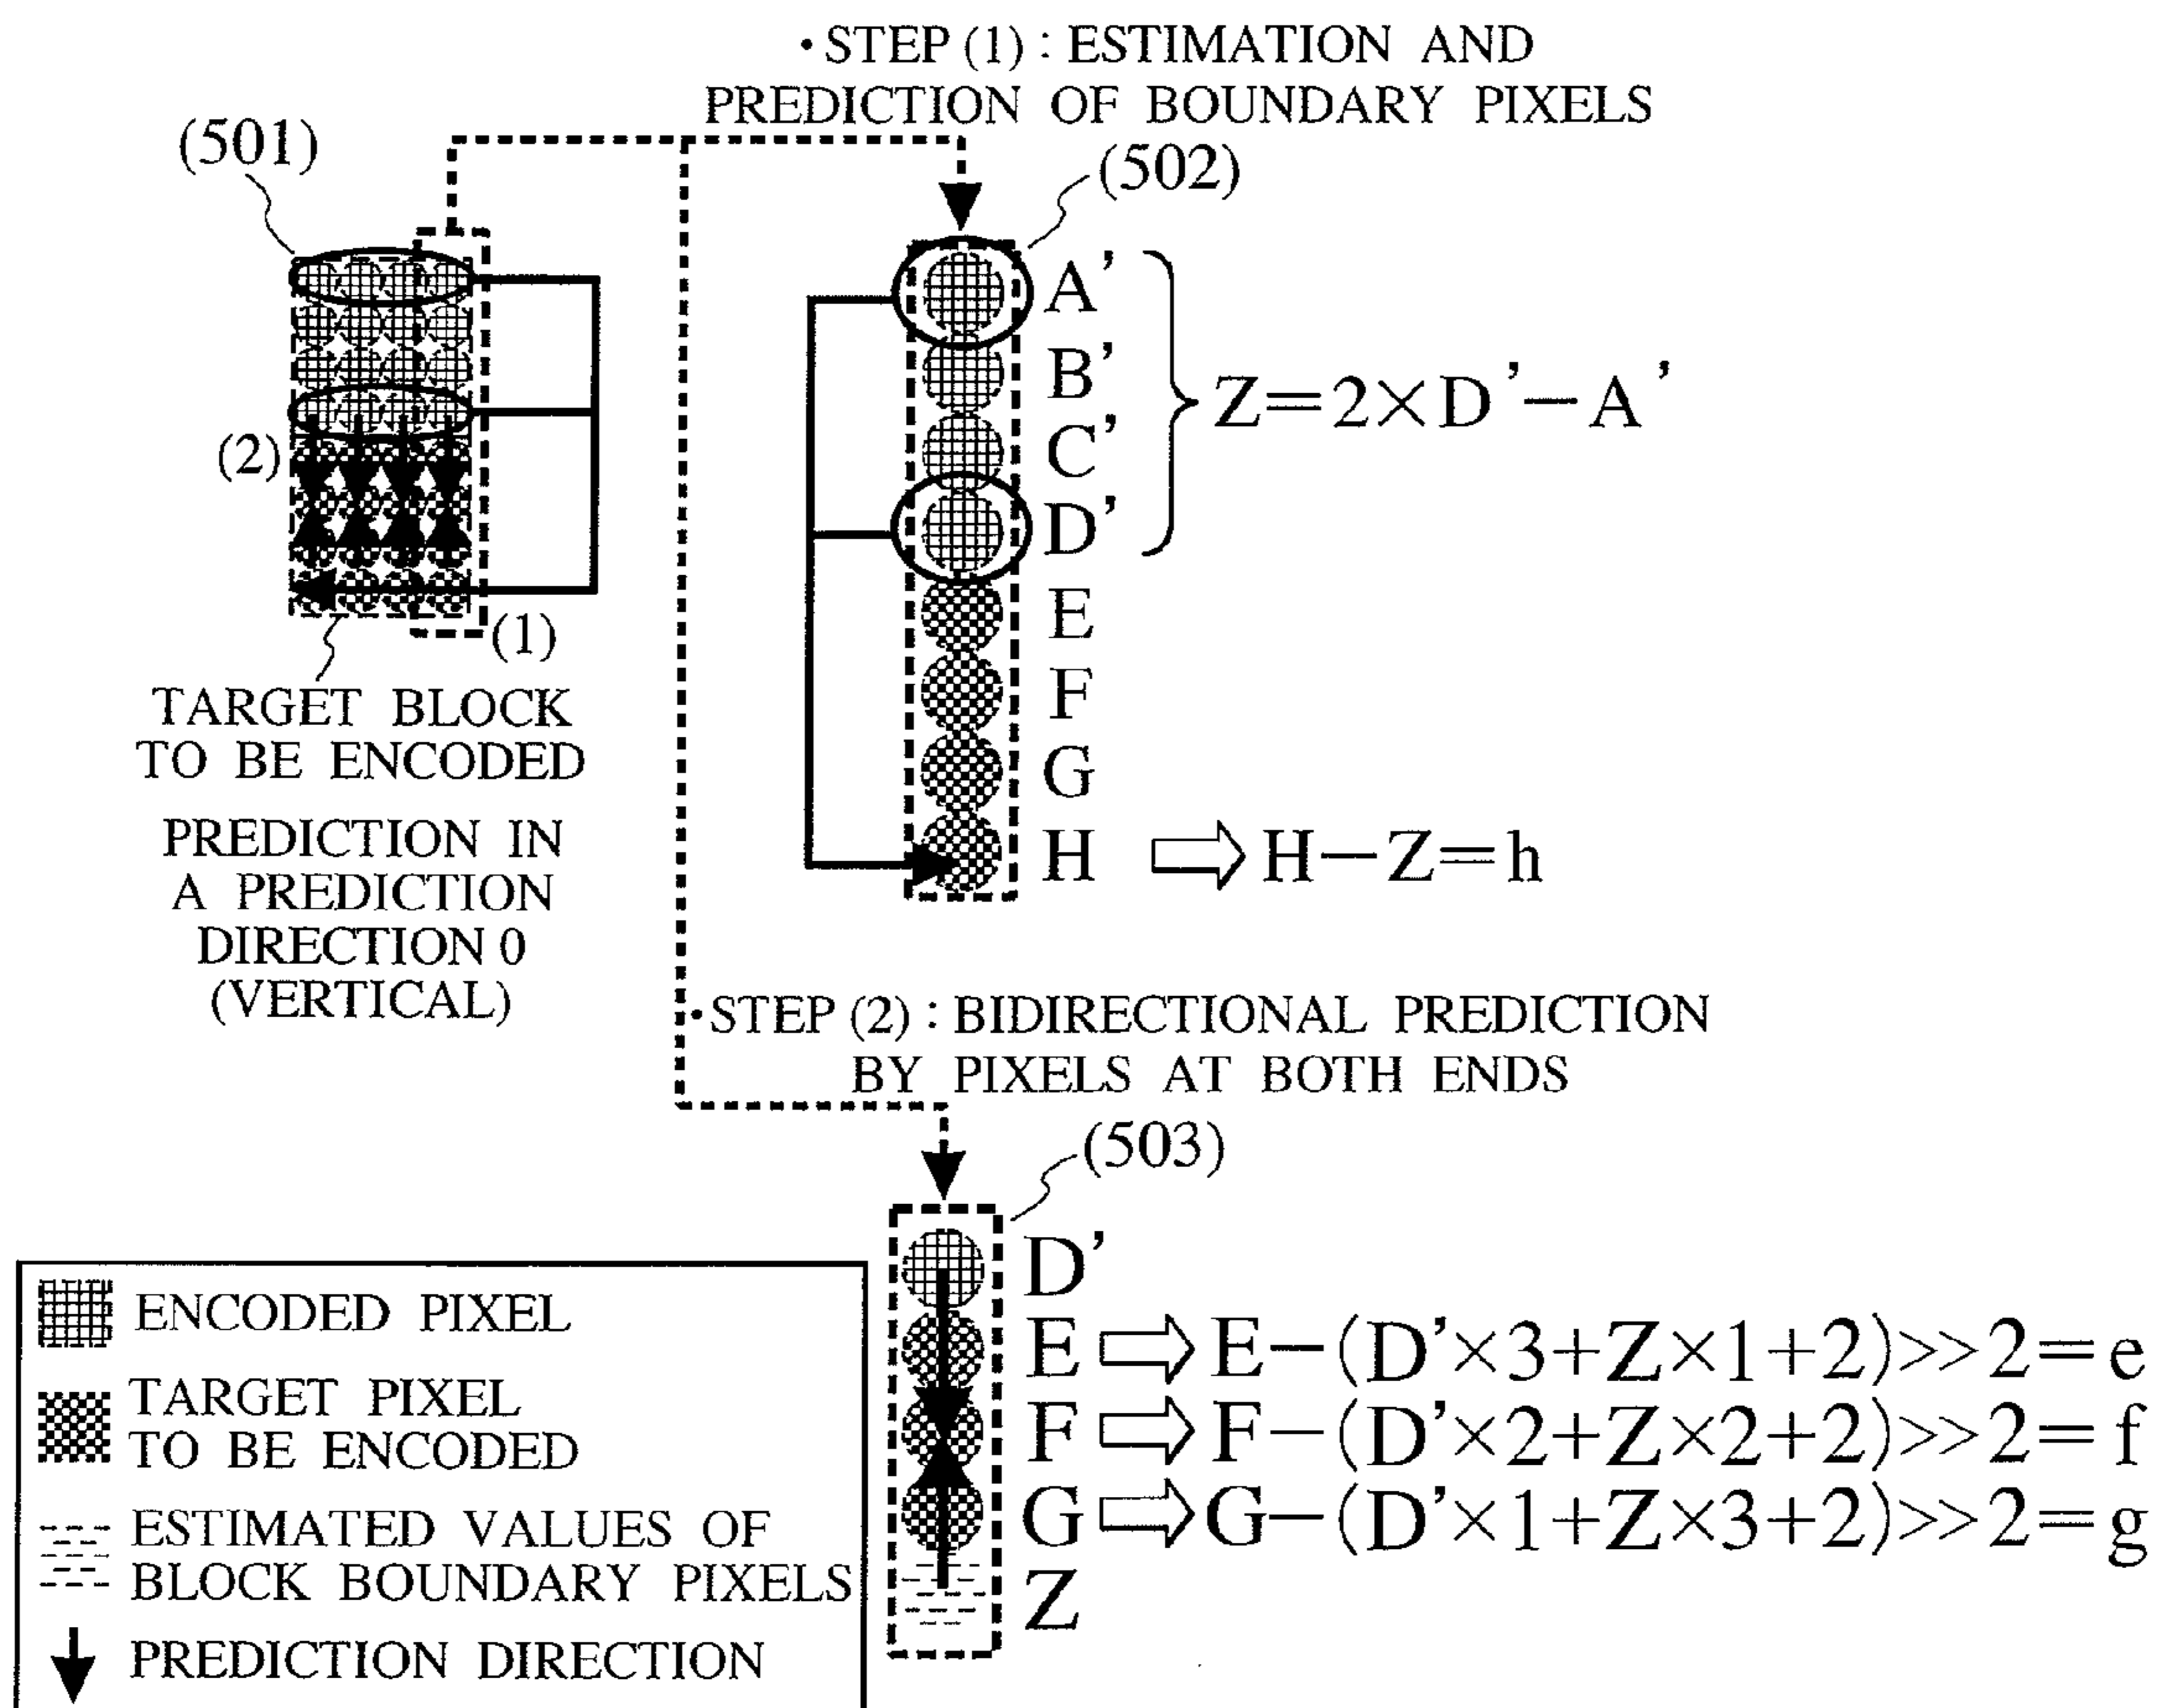 • STEP (1) : ESTIMATION AND
PREDICTION OF BOUNDARY PIXELS
(501)
(502)
A'
B'
C'
D'
Z=2×D'−A'
E
F
G
H ⇒ H−Z=h
(2)
(1)
TARGET BLOCK
TO BE ENCODED
PREDICTION IN
A PREDICTION
DIRECTION 0
(VERTICAL)
• STEP (2) : BIDIRECTIONAL PREDICTION
BY PIXELS AT BOTH ENDS
(503)
D'
E ⇒ E−(D'×3+Z×1+2)>>2=e
F ⇒ F−(D'×2+Z×2+2)>>2=f
G ⇒ G−(D'×1+Z×3+2)>>2=g
Z
ENCODED PIXEL
TARGET PIXEL
TO BE ENCODED
ESTIMATED VALUES OF
BLOCK BOUNDARY PIXELS
PREDICTION DIRECTION